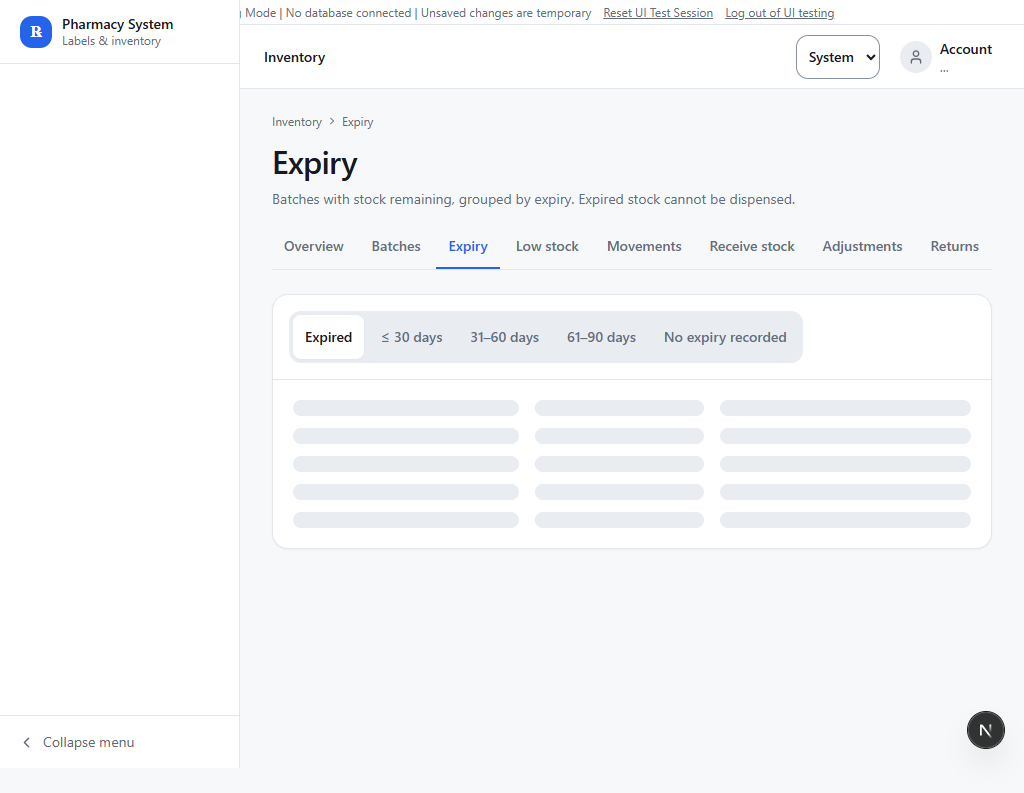 ℞
Pharmacy System
Labels & inventory
Mode | No database connected | Unsaved changes are temporary Reset UI Test Session Log out of UI testing
Inventory
System
Account
...
Inventory > Expiry
Expiry
Batches with stock remaining, grouped by expiry. Expired stock cannot be dispensed.
Overview Batches Expiry Low stock Movements Receive stock Adjustments Returns
Expired ≤ 30 days 31–60 days 61–90 days No expiry recorded
Collapse menu
N